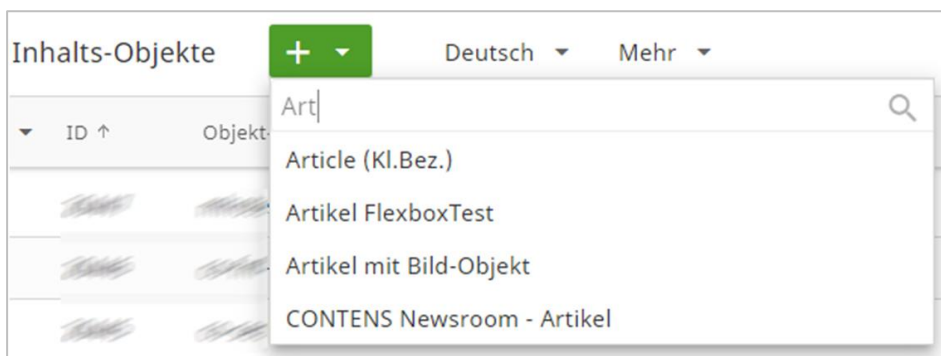 Inhalts-Objekte + Deutsch Mehr
Art
ID ↑ Objekt-
Article (Kl.Bez.)
Artikel FlexboxTest
Artikel mit Bild-Objekt
CONTENS Newsroom - Artikel